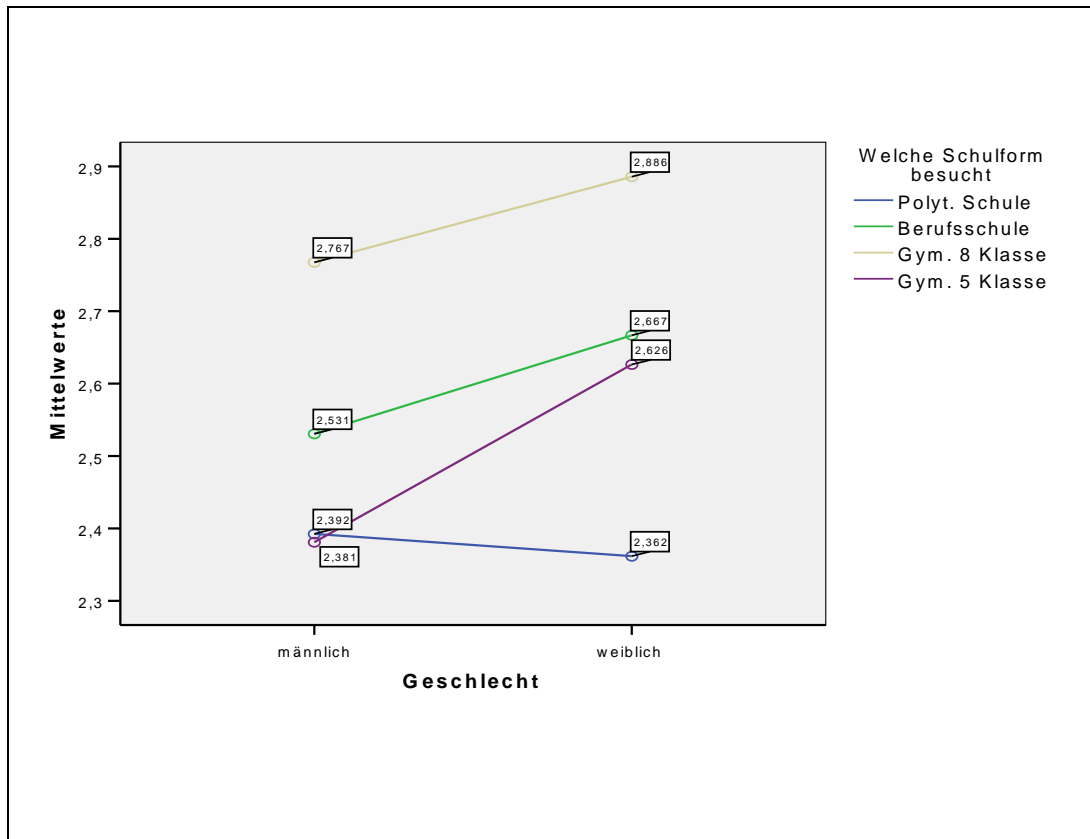 Mittelwerte
2,9
2,8
2,7
2,6
2,5
2,4
2,3
2,886
2,767
2,667
2,626
2,531
2,392
2,381
2,362
männlich
weiblich
Geschlecht
Welche Schulform
besucht
Polyt. Schule
Berufsschule
Gym. 8 Klasse
Gym. 5 Klasse